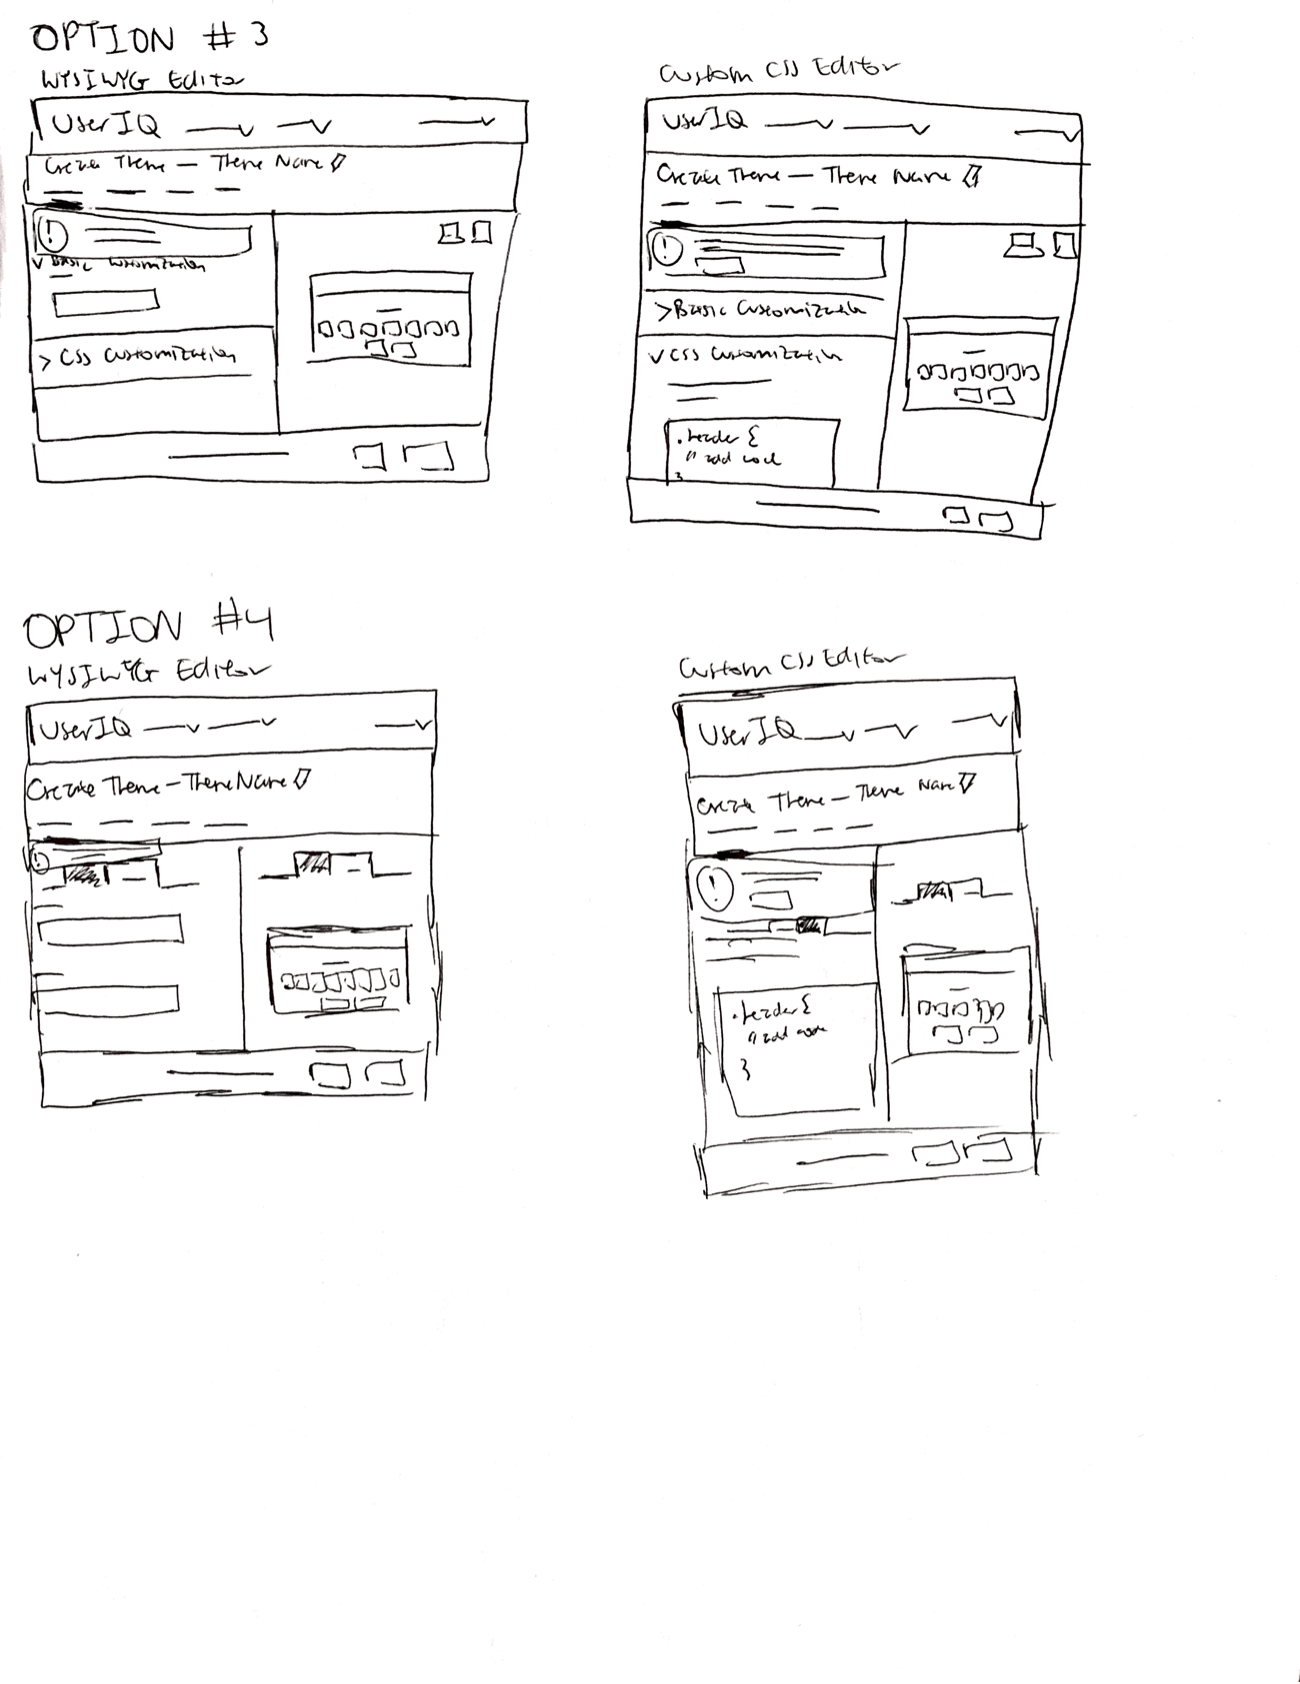 OPTION #3
WYSIWYG Editor
UserIQ
Create Theme — Theme Name
Basic Customization
> CSS Customization
Custom CSS Editor
UserIQ
Create Theme — Theme Name
> Basic Customization
v CSS Customization
.header {
// add code
}
OPTION #4
WYSIWYG Editor
UserIQ
Create Theme — Theme Name
Custom CSS Editor
UserIQ
Create Theme — Theme Name
.header {
// add code
}